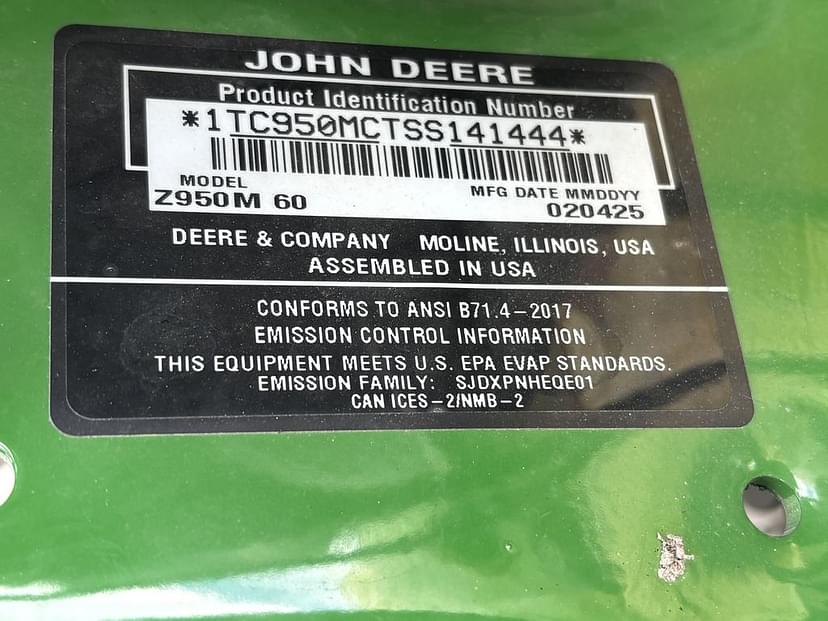 JOHN DEERE
Product Identification Number
*1TC950MCTSS141444*
MODEL MFG DATE MMDDYY
Z950M 60 020425
DEERE & COMPANY MOLINE, ILLINOIS, USA
ASSEMBLED IN USA
CONFORMS TO ANSI B71.4-2017
EMISSION CONTROL INFORMATION
THIS EQUIPMENT MEETS U.S. EPA EVAP STANDARDS.
EMISSION FAMILY: SJDXPNHEQE01
CAN ICES-2/NMB-2